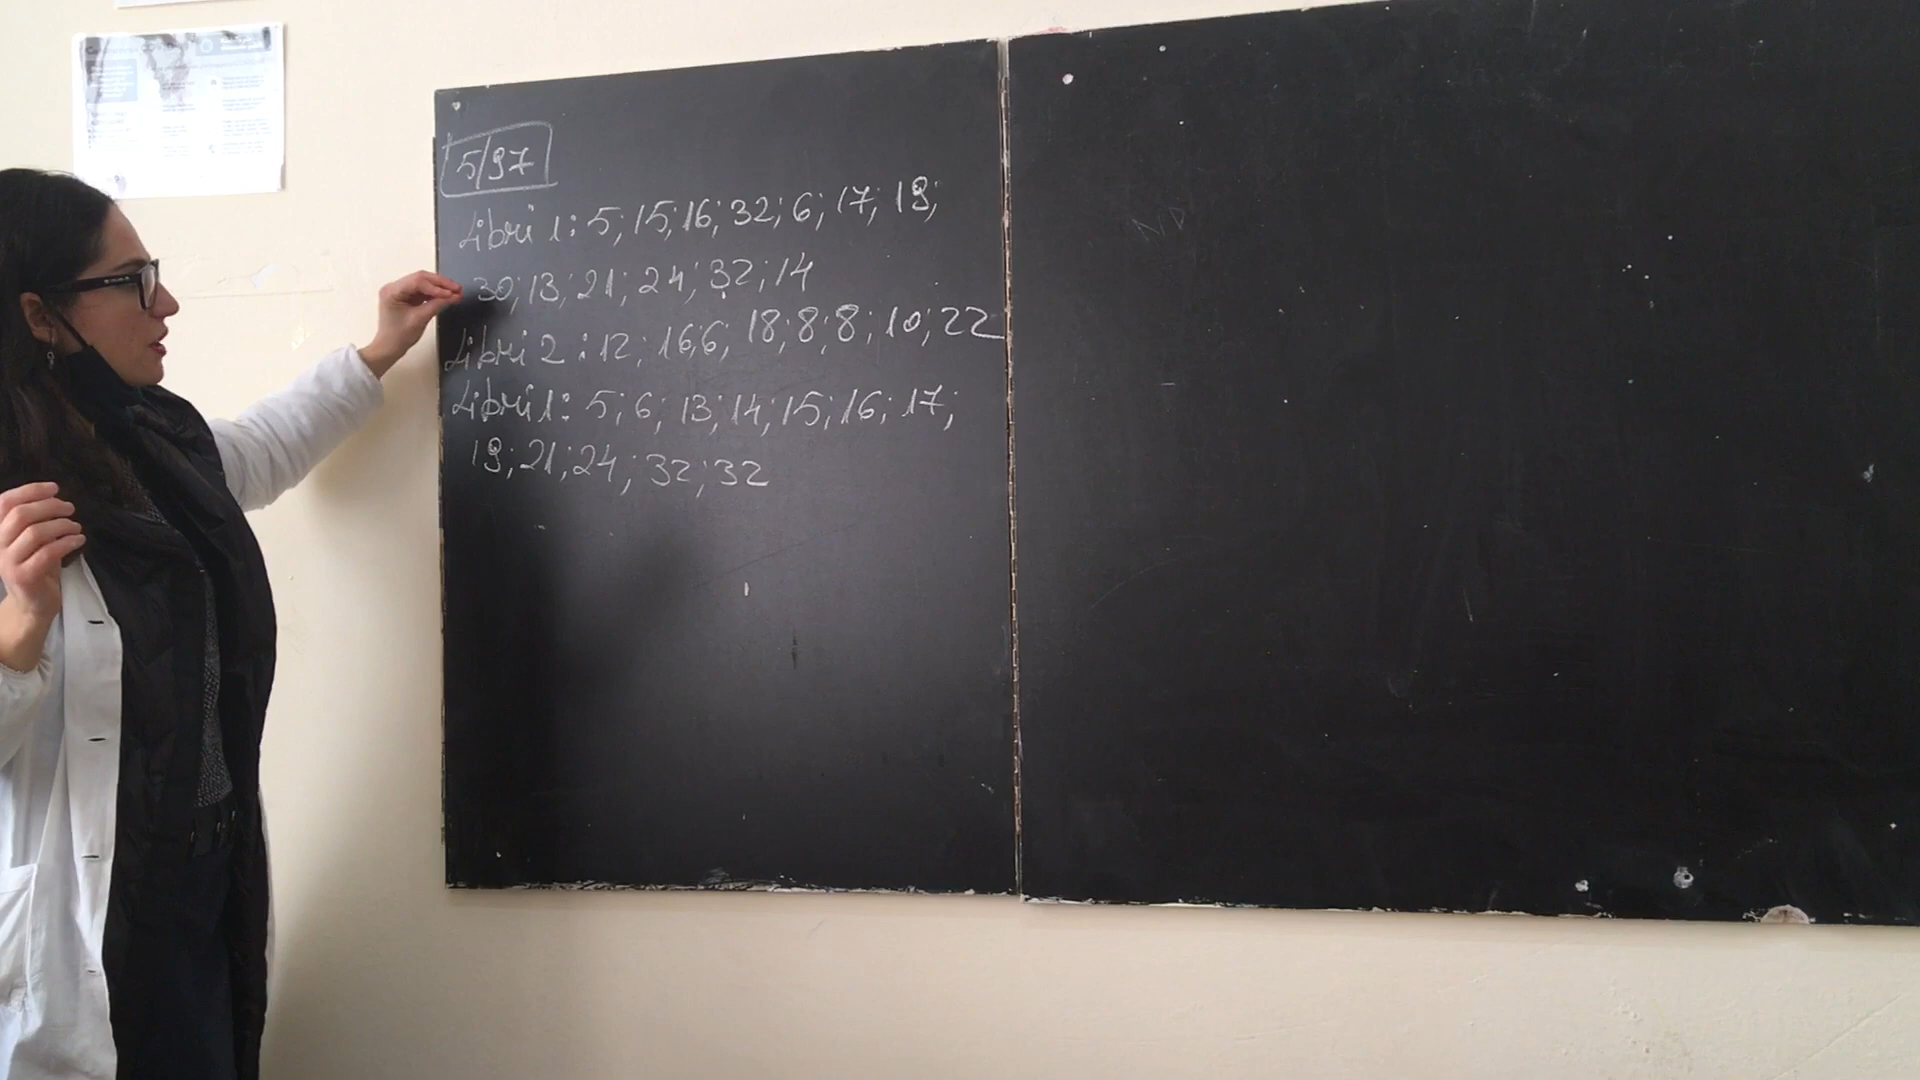 5/97
Libri 1: 5; 15; 16; 32; 6; 17; 19;
30; 13; 21; 24; 32; 14
Libri 2: 12; 16; 6; 18; 8; 8; 10; 22
Libri 1: 5; 6; 13; 14; 15; 16; 17;
19; 21; 24; 32; 32